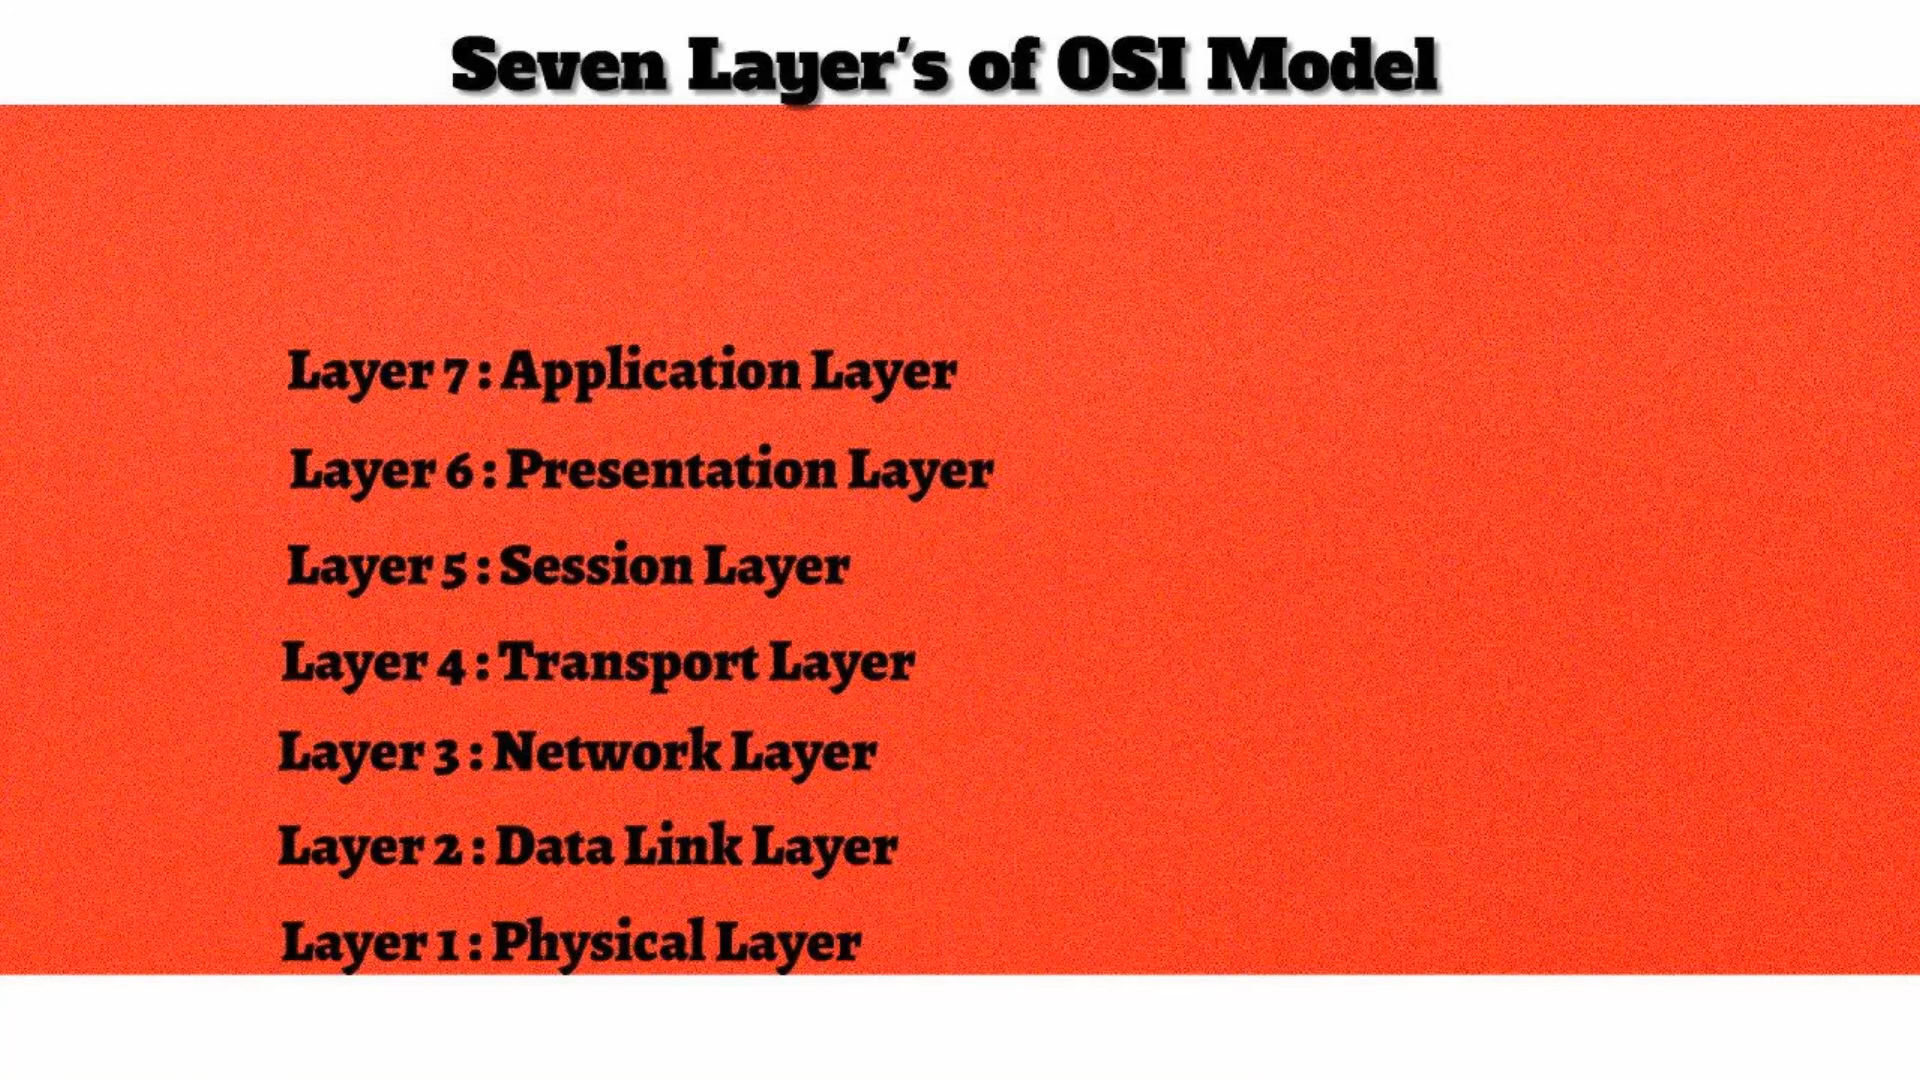 Seven Layer's of OSI Model
Layer 7 : Application Layer
Layer 6 : Presentation Layer
Layer 5 : Session Layer
Layer 4 : Transport Layer
Layer 3 : Network Layer
Layer 2 : Data Link Layer
Layer 1 : Physical Layer